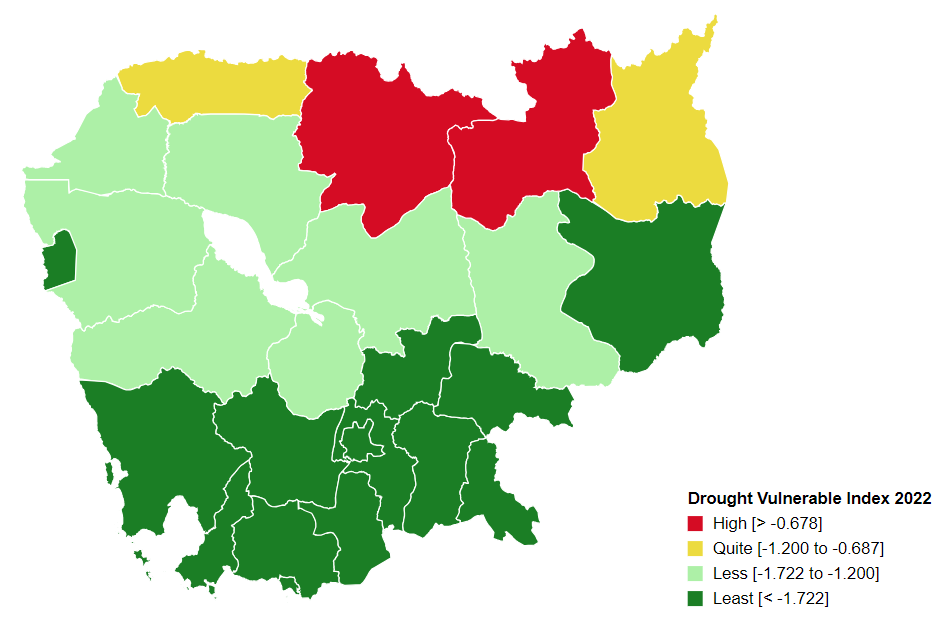 Drought Vulnerable Index 2022
High [> -0.678]
Quite [-1.200 to -0.687]
Less [-1.722 to -1.200]
Least [< -1.722]